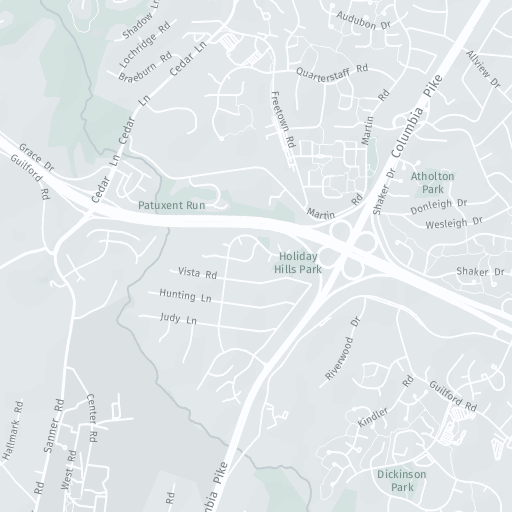 Shadow Ln
Audubon Dr
Lochridge Rd
Cedar Ln
Allview Dr
Braeburn Rd
Quarterstaff Rd
Columbia Pike
Freetown Rd
Martin Rd
Cedar Ln
Grace Dr
Guilford Rd
Cedar Ln
Atholton
Park
Shaker Dr
Patuxent Run
Martin Rd
Donleigh Dr
Wesleigh Dr
Holiday
Hills Park
Vista Rd
Shaker Dr
Hunting Ln
Judy Ln
Riverwood Dr
Guilford Rd
Kindler Rd
Hallmark Rd
Sanner Rd
Center Rd
West Rd
Dickinson
Park
Rd
Rd
mbia Pike